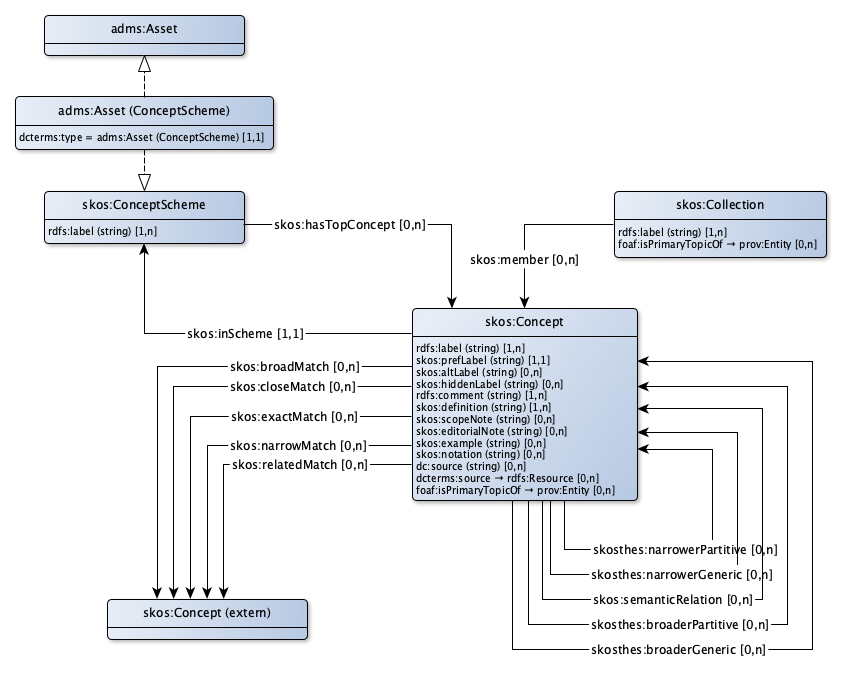 adms:Asset
adms:Asset (ConceptScheme)
dcterms:type = adms:Asset (ConceptScheme) [1,1]
skos:ConceptScheme
rdfs:label (string) [1,n]
skos:Collection
rdfs:label (string) [1,n]
foaf:isPrimaryTopicOf → prov:Entity [0,n]
skos:hasTopConcept [0,n]
skos:member [0,n]
skos:inScheme [1,1]
skos:Concept
rdfs:label (string) [1,n]
skos:prefLabel (string) [1,1]
skos:altLabel (string) [0,n]
skos:hiddenLabel (string) [0,n]
rdfs:comment (string) [1,n]
skos:definition (string) [1,n]
skos:scopeNote (string) [0,n]
skos:editorialNote (string) [0,n]
skos:example (string) [0,n]
skos:notation (string) [0,n]
dc:source (string) [0,n]
dcterms:source → rdfs:Resource [0,n]
foaf:isPrimaryTopicOf → prov:Entity [0,n]
skos:broadMatch [0,n]
skos:closeMatch [0,n]
skos:exactMatch [0,n]
skos:narrowMatch [0,n]
skos:relatedMatch [0,n]
skosthes:narrowerPartitive [0,n]
skosthes:narrowerGeneric [0,n]
skos:semanticRelation [0,n]
skosthes:broaderPartitive [0,n]
skosthes:broaderGeneric [0,n]
skos:Concept (extern)